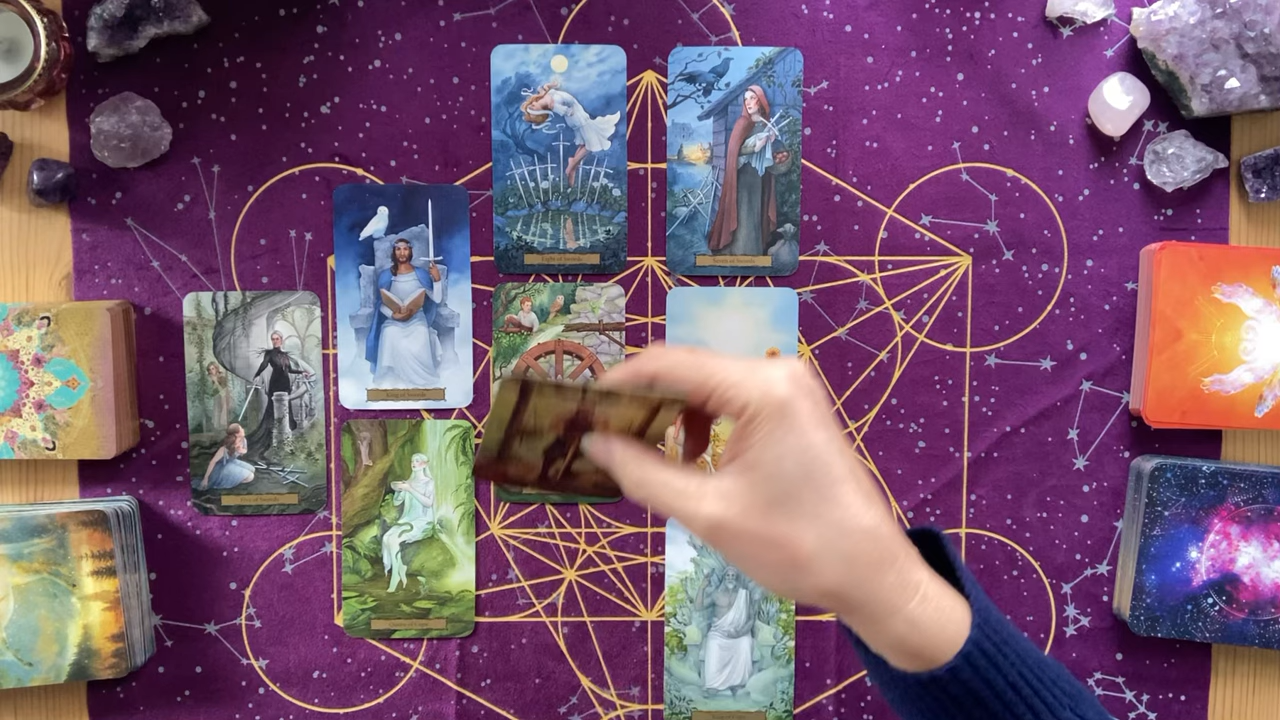 Eight of Swords
Seven of Swords
King of Swords
Five of Swords
Queen of Cups